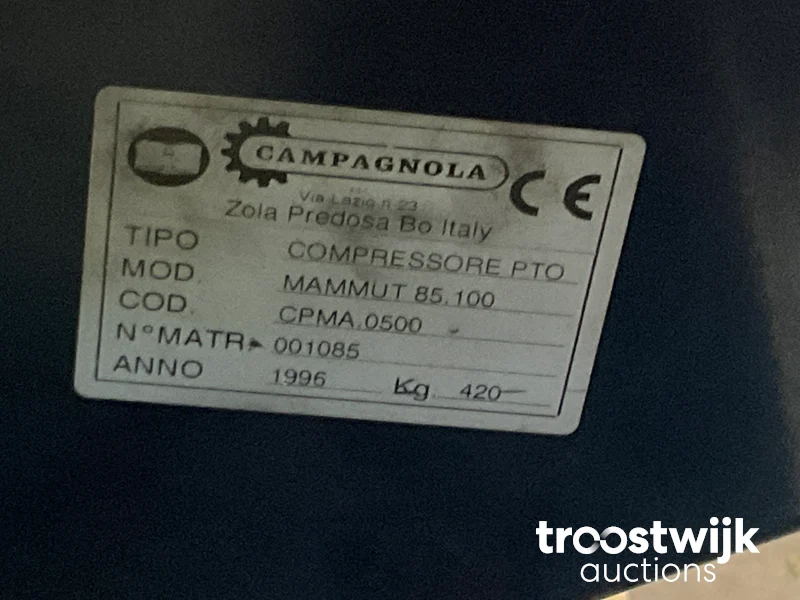 CAMPAGNOLA
CE
Via Lazio n.23
Zola Predosa Bo Italy
TIPO COMPRESSORE PTO
MOD. MAMMUT 85.100
COD. CPMA.0500
N° MATR. 001085
ANNO 1996 Kg. 420
troostwijk
auctions